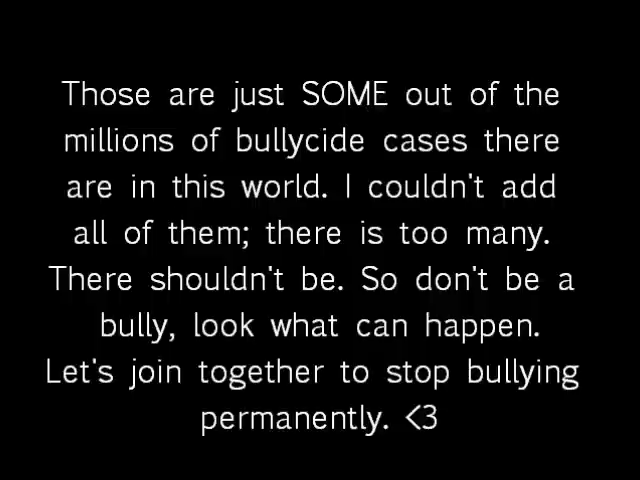 Those are just SOME out of the
millions of bullycide cases there
are in this world. I couldn't add
all of them; there is too many.
There shouldn't be. So don't be a
bully, look what can happen.
Let's join together to stop bullying
permanently. <3